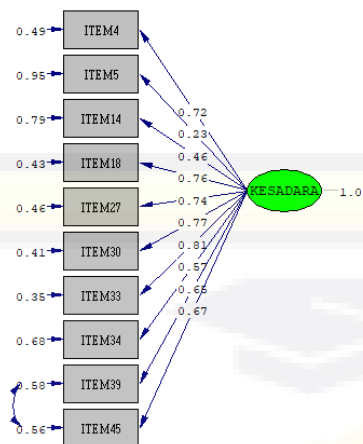 0.49 ITEM4
0.95 ITEM5
0.79 ITEM14
0.43 ITEM18
0.46 ITEM27
0.41 ITEM30
0.35 ITEM33
0.68 ITEM34
0.58 ITEM39
0.56 ITEM45
0.72
0.23
0.46
0.76
0.74
0.77
0.81
0.57
0.65
0.67
KESADARA 1.0